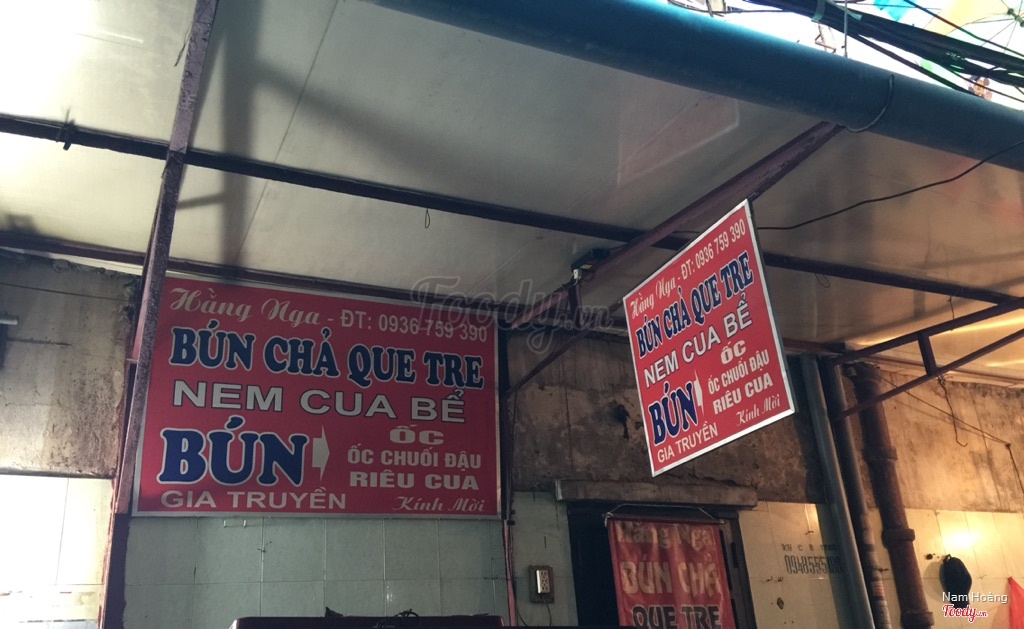 Hằng Nga - ĐT: 0936 759 390
BÚN CHẢ QUE TRE
NEM CUA BỂ
BÚN
ỐC
ỐC CHUỐI ĐẬU
RIÊU CUA
GIA TRUYỀN
Kính Mời
Hằng Nga - ĐT: 0936 759 390
BÚN CHẢ QUE TRE
NEM CUA BỂ
BÚN
ỐC
ỐC CHUỐI ĐẬU
RIÊU CUA
GIA TRUYỀN
Kính Mời
Hằng Nga
BÚN CHẢ
QUE TRE
Foody.vn
Nam Hoàng
Foody.vn